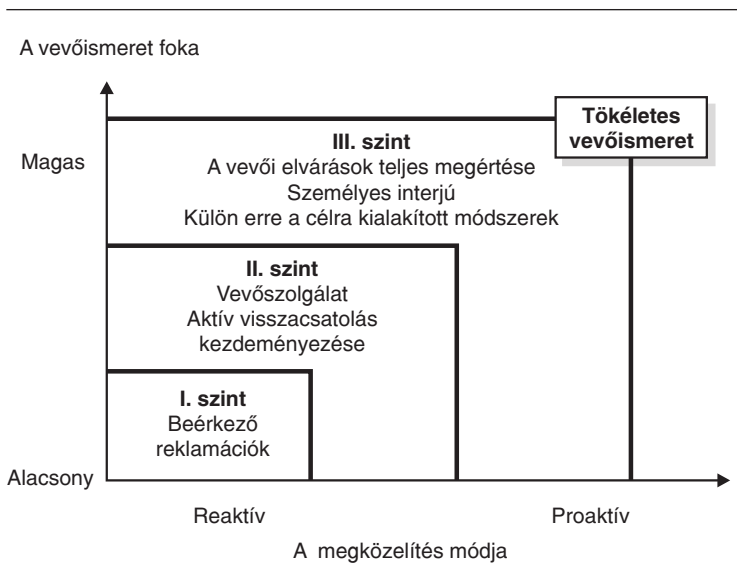 A vevőismeret foka
Tökéletes
vevőismeret
Magas
III. szint
A vevői elvárások teljes megértése
Személyes interjú
Külön erre a célra kialakított módszerek
II. szint
Vevőszolgálat
Aktív visszacsatolás
kezdeményezése
I. szint
Beérkező
reklamációk
Alacsony
Reaktív
Proaktív
A megközelítés módja